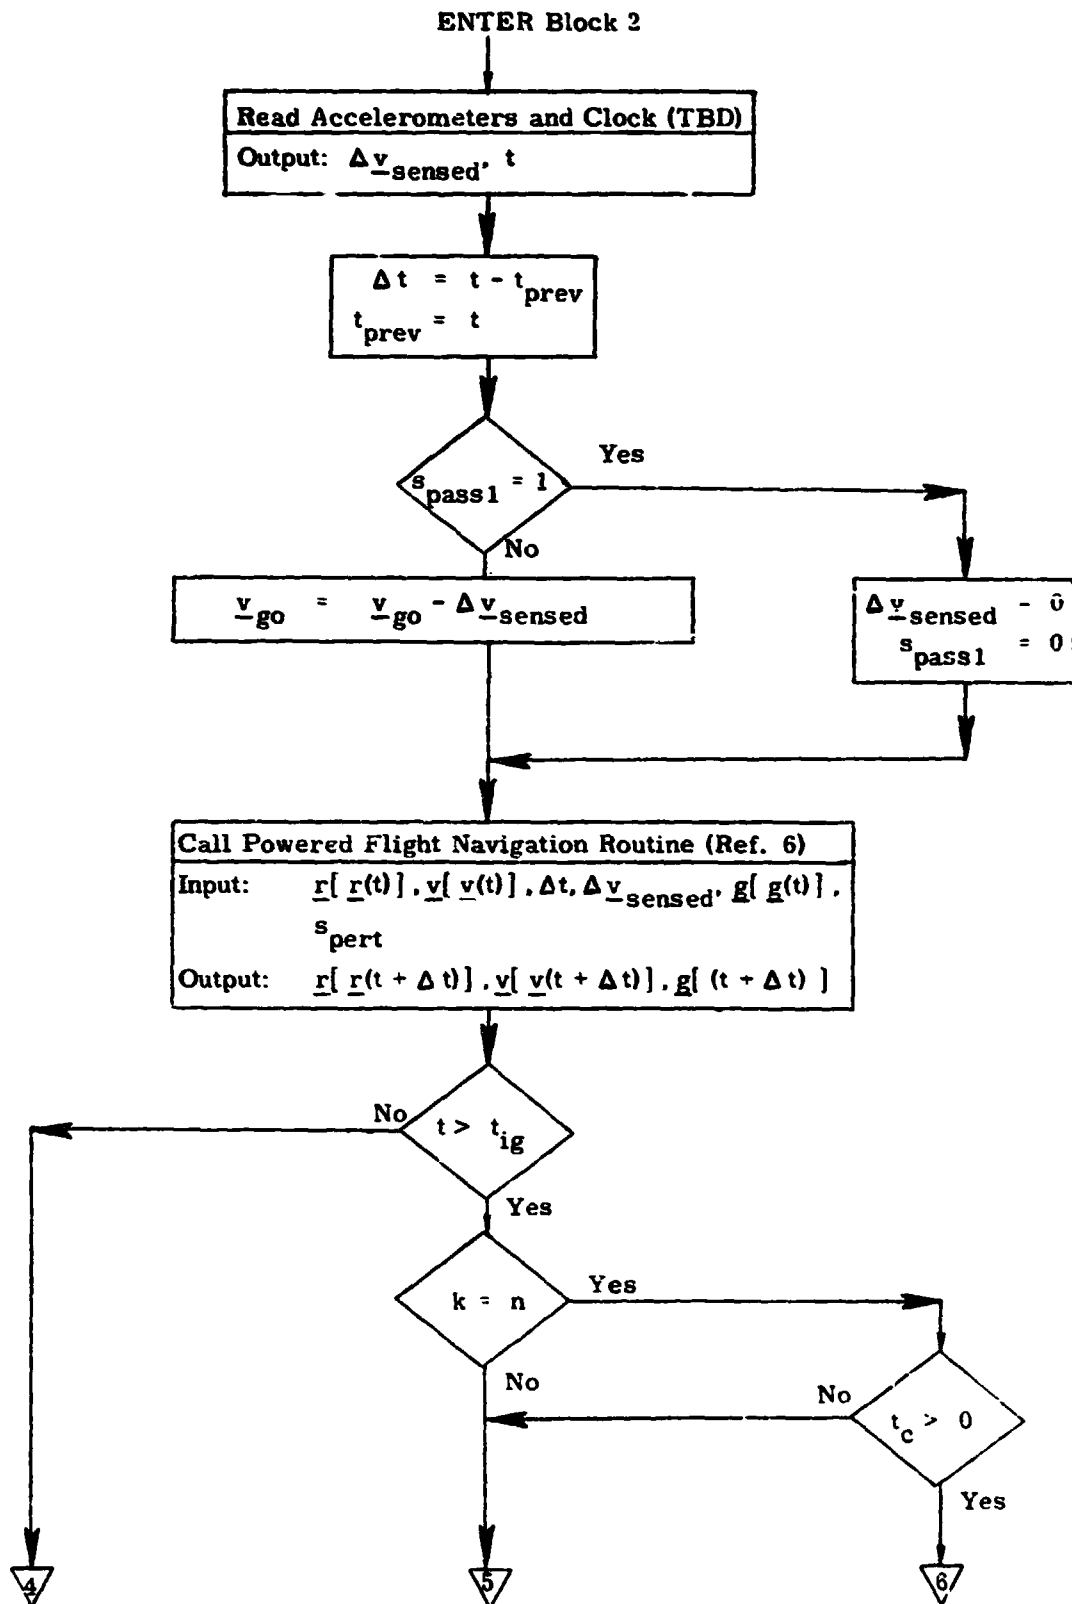 ENTER Block 2
Read Accelerometers and Clock (TBD)
Output: Δv_sensed, t
Δt = t - t_prev
t_prev = t
s_pass1 = 1
Yes
No
v_go = v_go - Δv_sensed
Δv_sensed - 0
s_pass1 = 0
Call Powered Flight Navigation Routine (Ref. 6)
Input: r[ r(t)], v[ v(t)], Δt, Δv_sensed, g[ g(t)],
s_pert
Output: r[ r(t + Δt)], v[ v(t + Δt)], g[ (t + Δt) ]
No
t > t_ig
Yes
k = n
Yes
No
No
t_c > 0
Yes
4
5
6